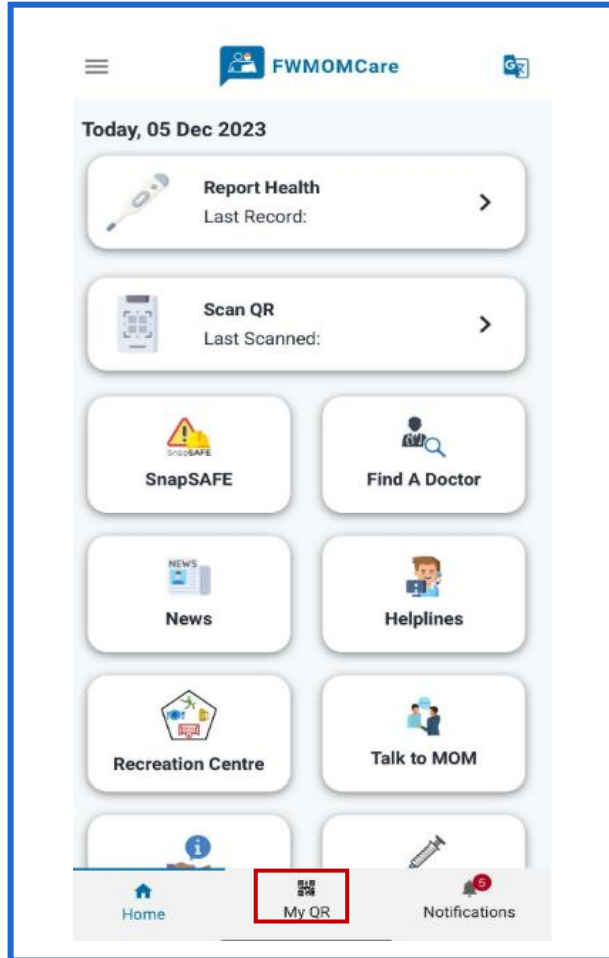 FWMOMCare
Today, 05 Dec 2023
Report Health
Last Record:
Scan QR
Last Scanned:
SnapSAFE
SnapSAFE
Find A Doctor
NEWS
News
Helplines
Recreation Centre
Talk to MOM
5
Home
My QR
Notifications